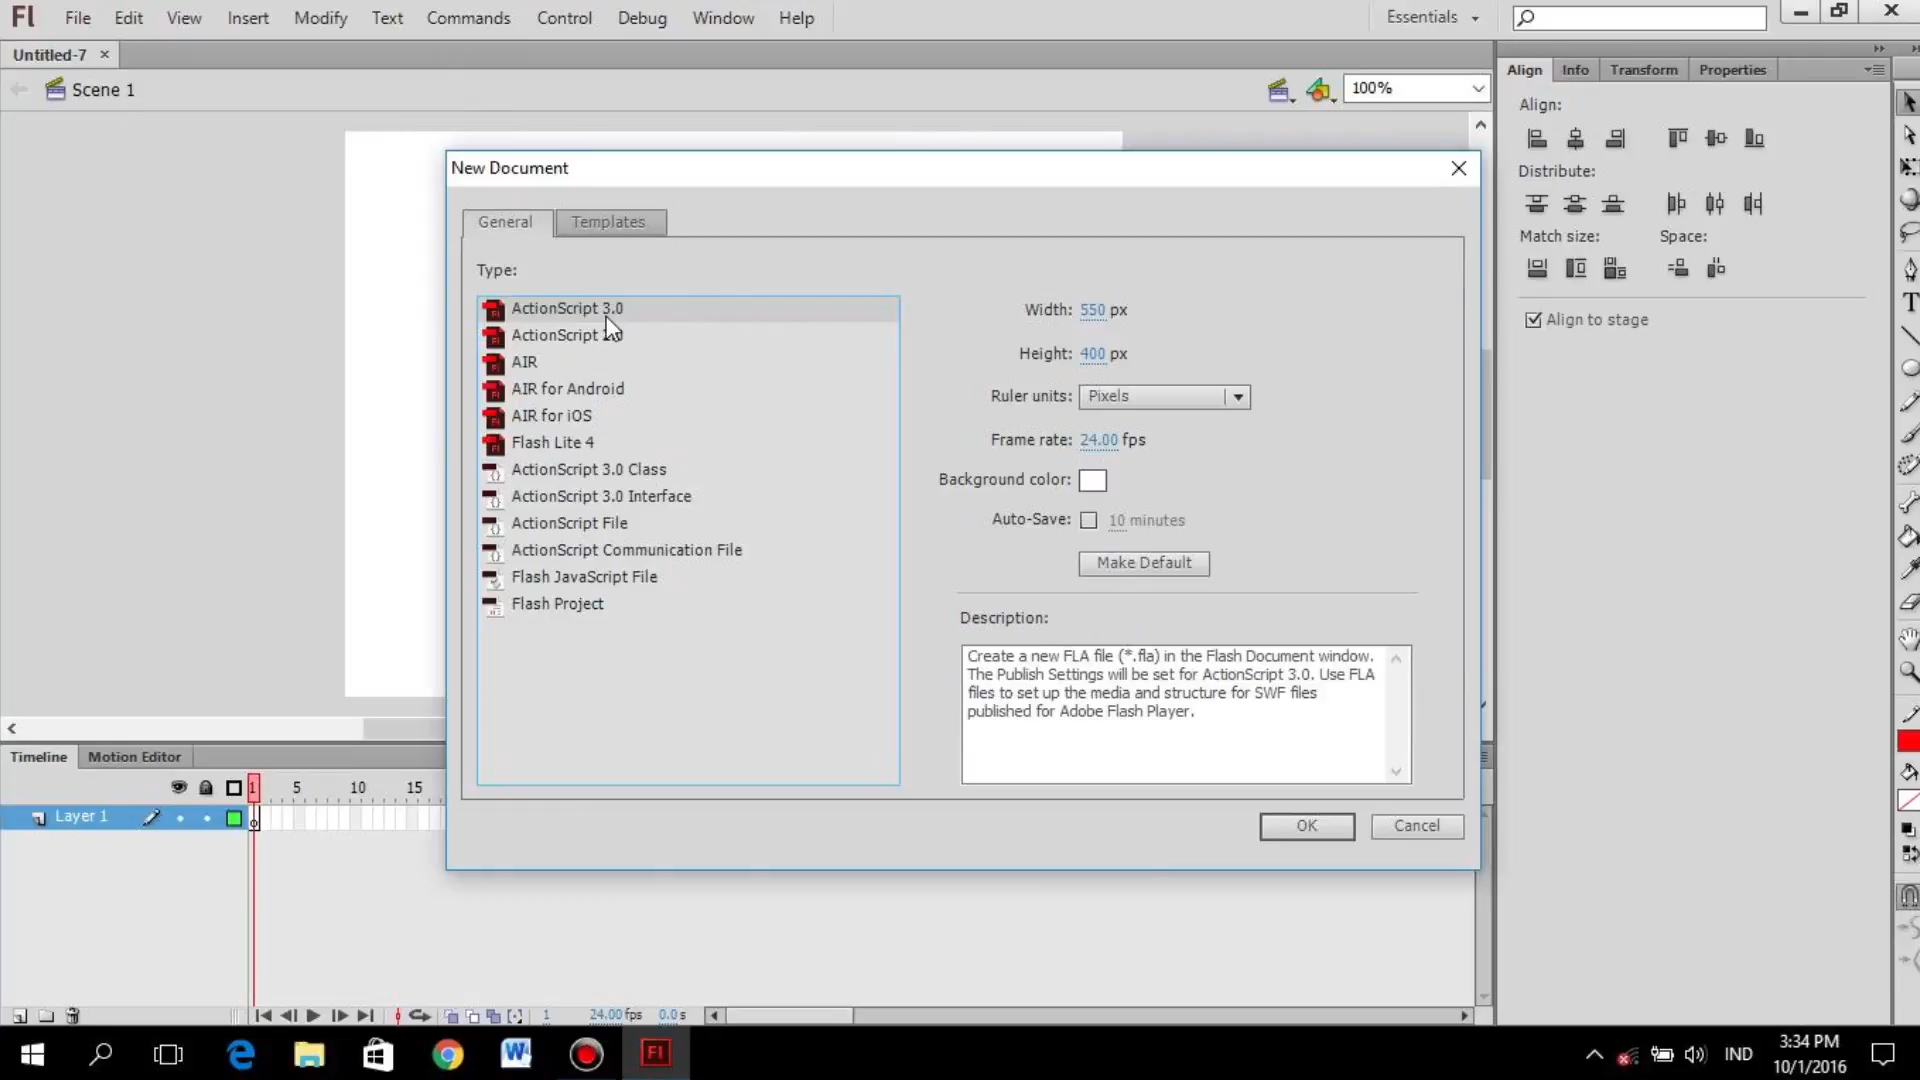 Fl File Edit View Insert Modify Text Commands Control Debug Window Help Essentials
Untitled-7
Scene 1 100%
Align Info Transform Properties
Align:
Distribute:
Match size: Space:
Align to stage
New Document
General Templates
Type:
ActionScript 3.0
ActionScript
AIR
AIR for Android
AIR for iOS
Flash Lite 4
ActionScript 3.0 Class
ActionScript 3.0 Interface
ActionScript File
ActionScript Communication File
Flash JavaScript File
Flash Project
Width: 550 px
Height: 400 px
Ruler units: Pixels
Frame rate: 24.00 fps
Background color:
Auto-Save: 10 minutes
Make Default
Description:
Create a new FLA file (*.fla) in the Flash Document window.
The Publish Settings will be set for ActionScript 3.0. Use FLA
files to set up the media and structure for SWF files
published for Adobe Flash Player.
OK Cancel
Timeline Motion Editor
1 5 10 15
Layer 1
1 24.00 fps 0.0 s
Fl IND 3:34 PM
10/1/2016